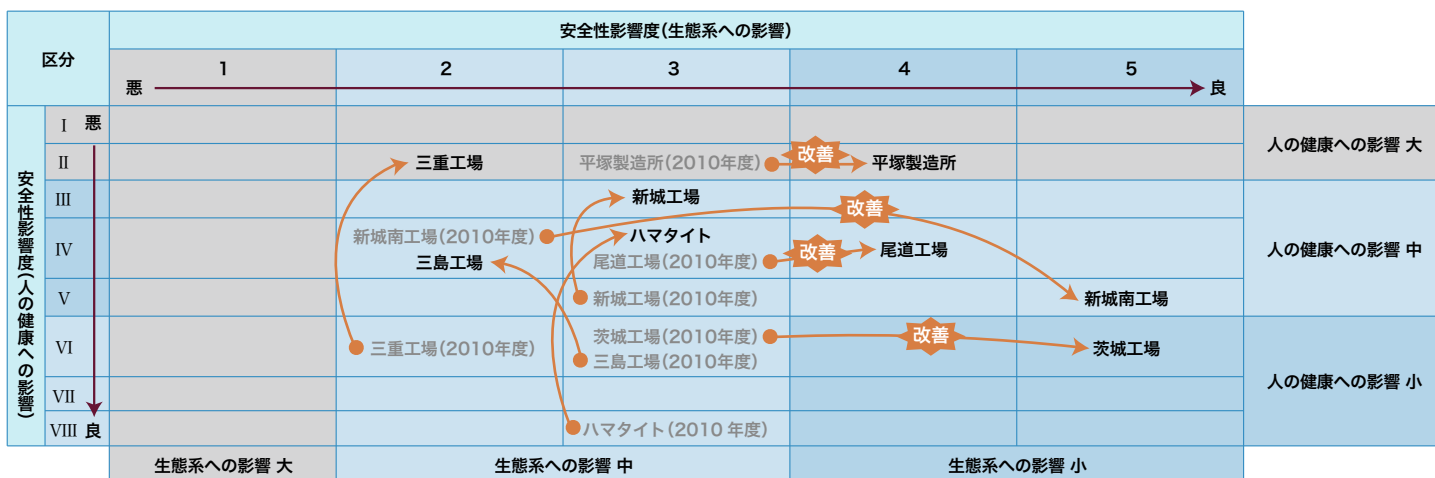 区分
安全性影響度(生態系への影響)
1 2 3 4 5
悪 良
安全性影響度(人の健康への影響)
I 悪
人の健康への影響 大
II 三重工場 平塚製造所(2010年度) 改善 平塚製造所
III 新城工場
改善
新城南工場(2010年度) ハマタイト
IV 改善 尾道工場 人の健康への影響 中
三島工場 尾道工場(2010年度)
V 新城工場(2010年度) 新城南工場
茨城工場(2010年度) 改善
VI 三重工場(2010年度) 茨城工場
三島工場(2010年度)
人の健康への影響 小
VII
VIII 良 ハマタイト(2010 年度)
生態系への影響 大 生態系への影響 中 生態系への影響 小